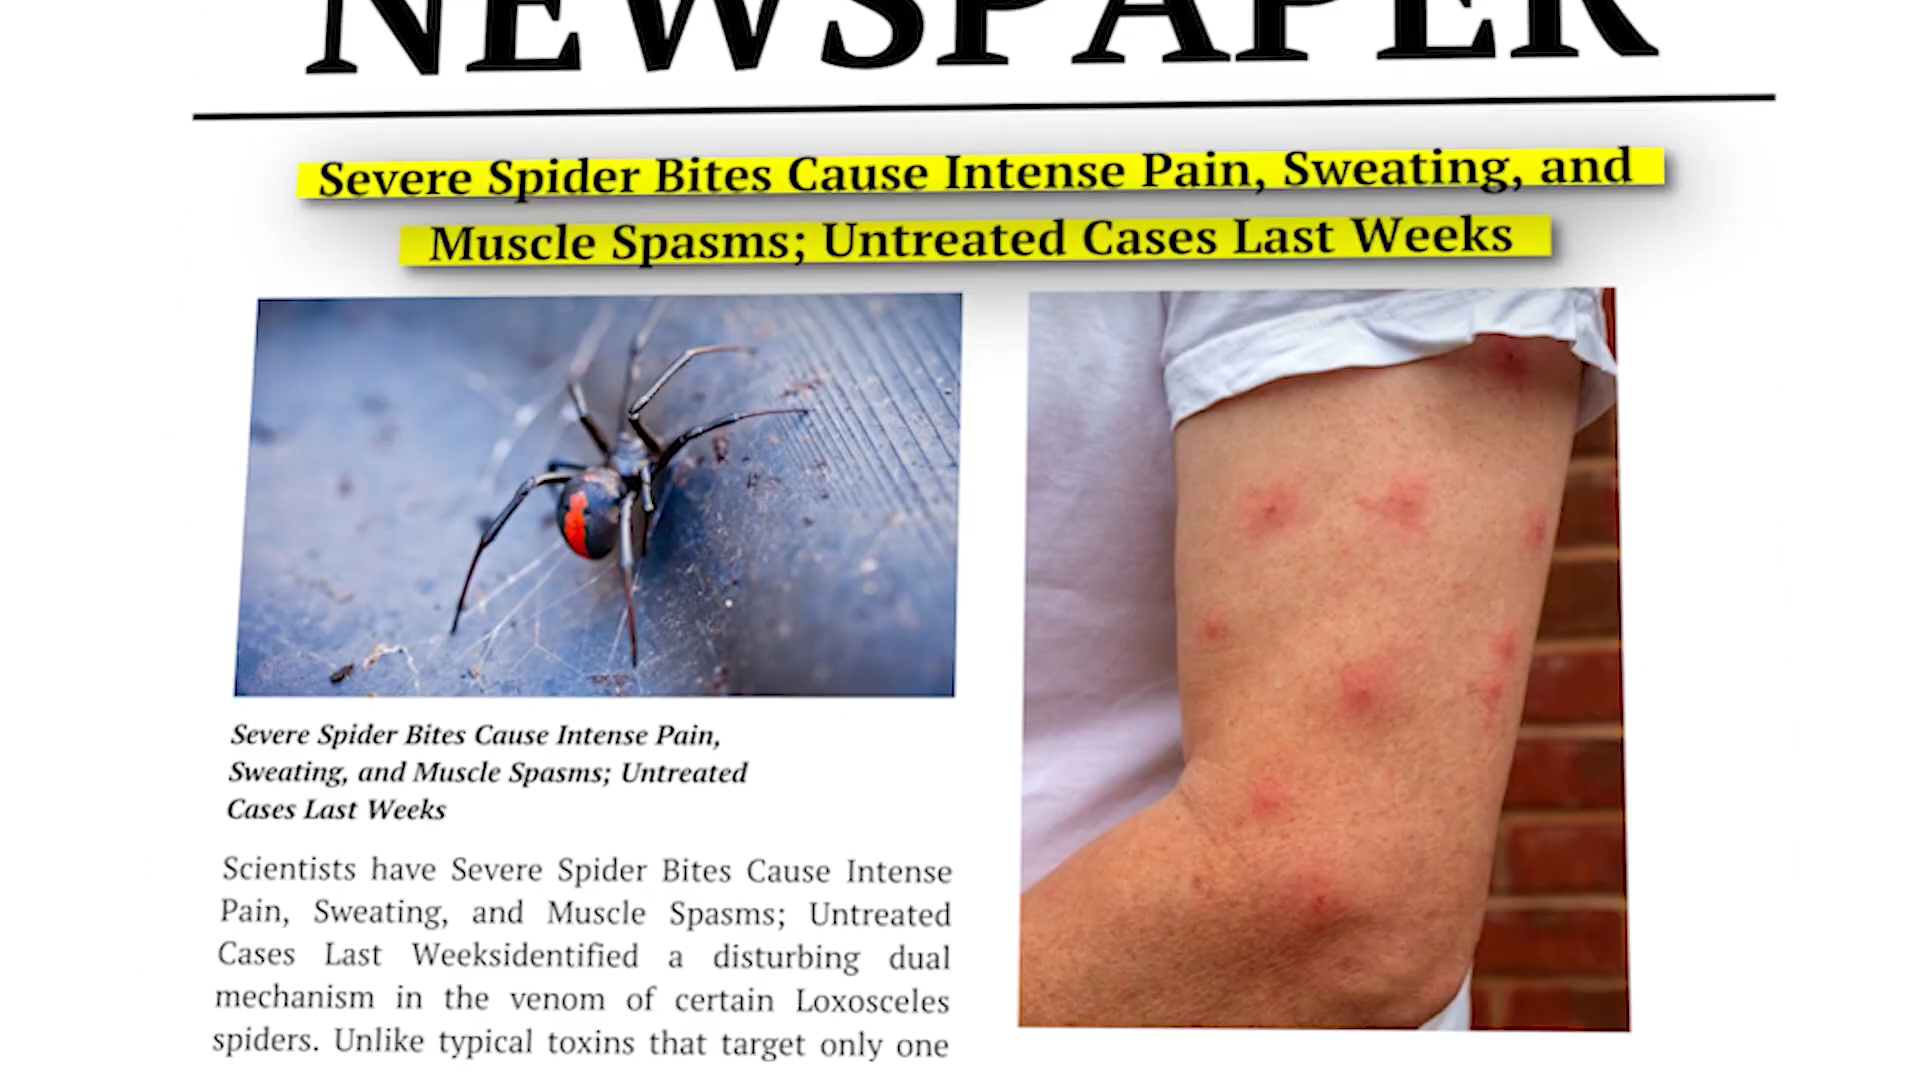 NEWSPAPER
Severe Spider Bites Cause Intense Pain, Sweating, and
Muscle Spasms; Untreated Cases Last Weeks
Severe Spider Bites Cause Intense Pain,
Sweating, and Muscle Spasms; Untreated
Cases Last Weeks
Scientists have Severe Spider Bites Cause Intense
Pain, Sweating, and Muscle Spasms; Untreated
Cases Last Weeksidentified a disturbing dual
mechanism in the venom of certain Loxosceles
spiders. Unlike typical toxins that target only one